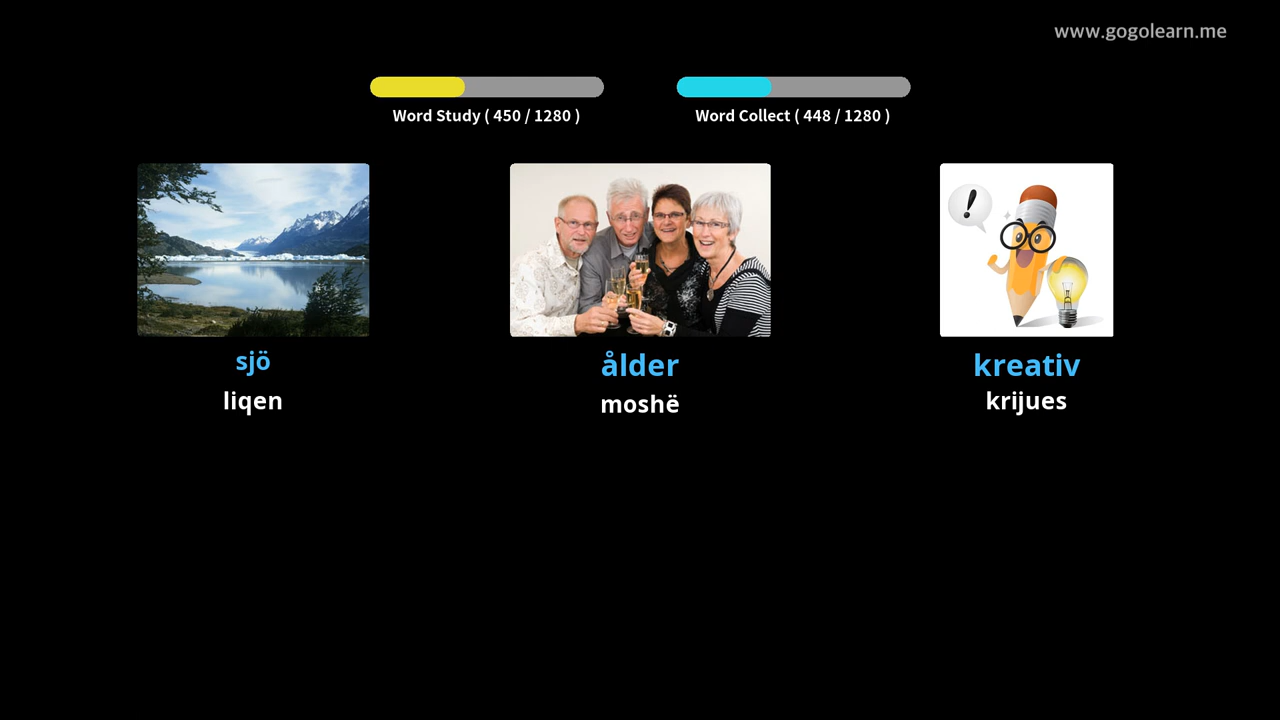 www.gogolearn.me
Word Study ( 450 / 1280 )
Word Collect ( 448 / 1280 )
sjö
liqen
ålder
moshë
kreativ
krijues